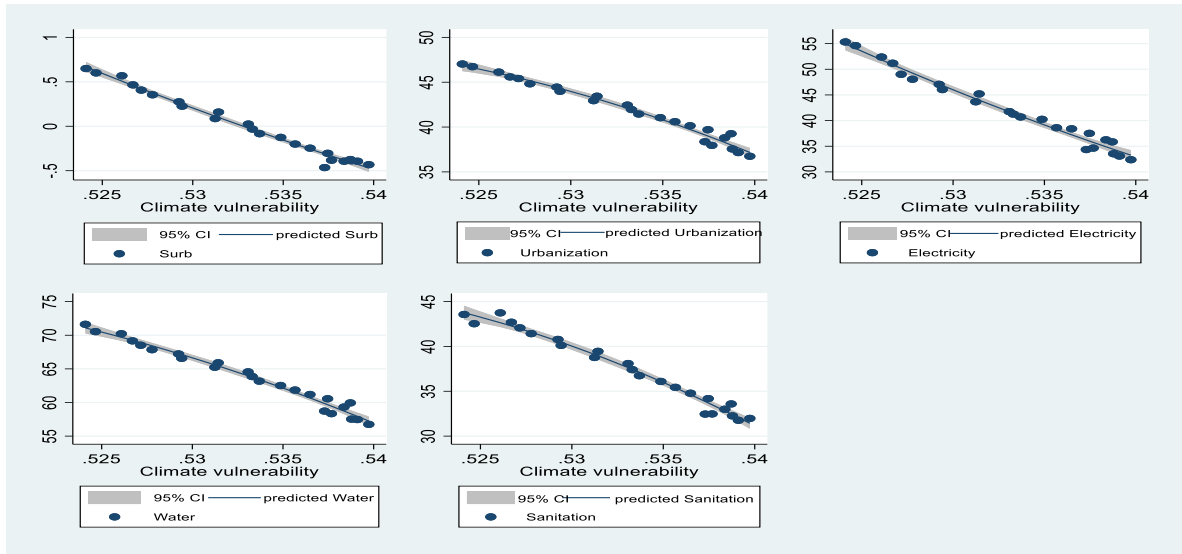 1
.5
0
-.5
.525 .53 .535 .54
Climate vulnerability
95% CI predicted Surb
Surb
50
45
40
35
.525 .53 .535 .54
Climate vulnerability
95% CI predicted Urbanization
Urbanization
55
50
45
40
35
30
.525 .53 .535 .54
Climate vulnerability
95% CI predicted Electricity
Electricity
75
70
65
60
55
.525 .53 .535 .54
Climate vulnerability
95% CI predicted Water
Water
45
40
35
30
.525 .53 .535 .54
Climate vulnerability
95% CI predicted Sanitation
Sanitation